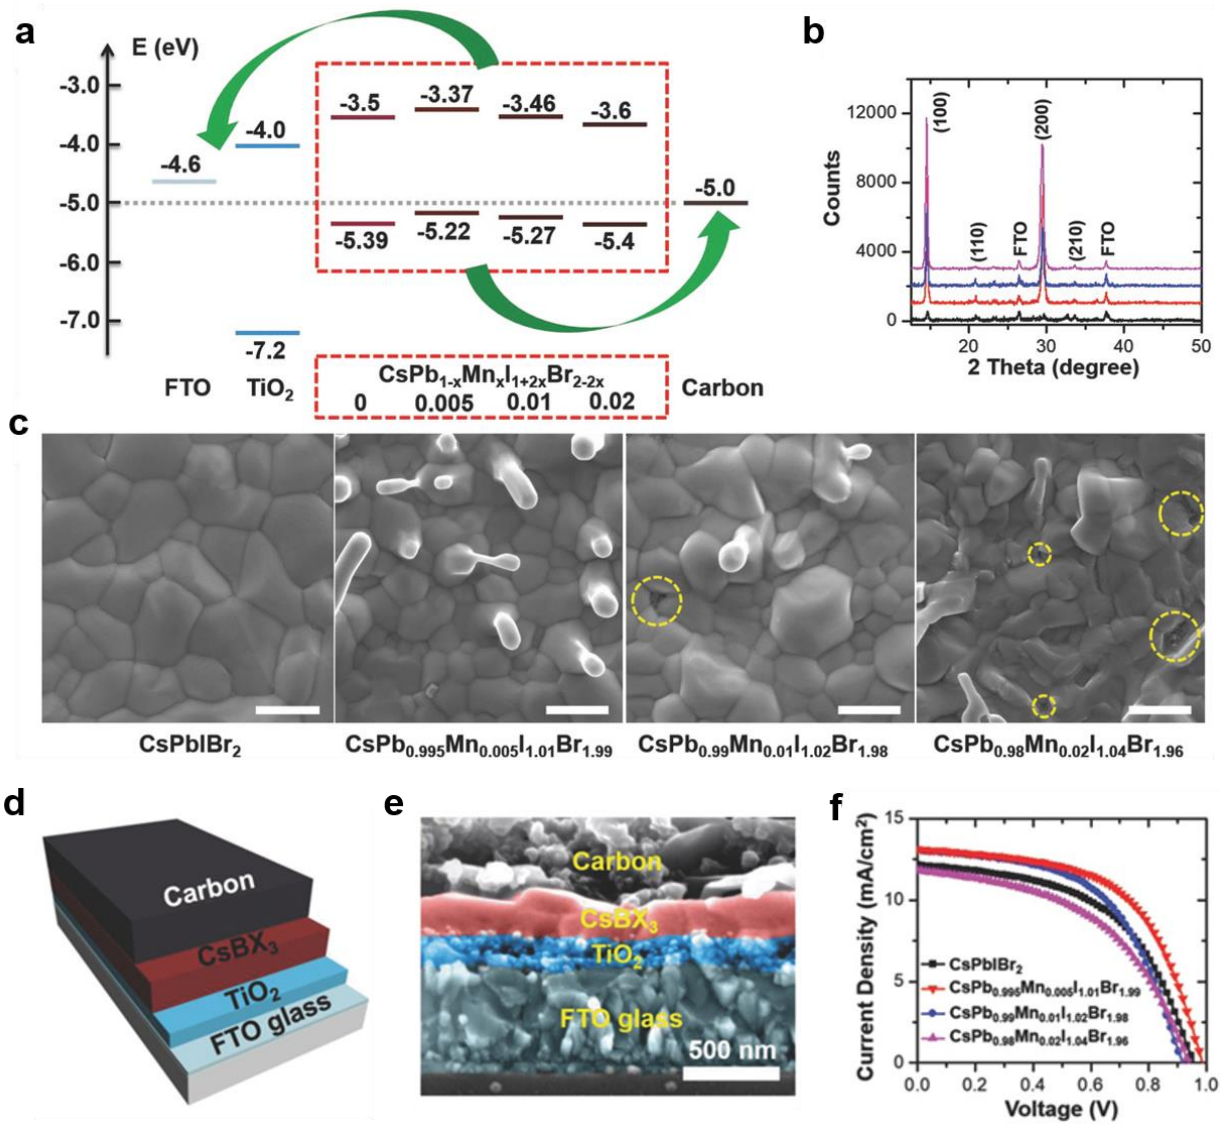 a
E (eV)
-3.0
-4.0
-5.0
-6.0
-7.0
-4.6
-4.0
-7.2
-3.5
-3.37
-3.46
-3.6
-5.39
-5.22
-5.27
-5.4
-5.0
FTO
TiO₂
CsPb₁₋ₓMnₓI₁₊₂ₓBr₂₋₂ₓ
0 0.005 0.01 0.02
Carbon
b
Counts
12000
8000
4000
0
(100)
(110)
FTO
(200)
(210)
FTO
20 30 40 50
2 Theta (degree)
c
CsPbIBr₂
CsPb₀.₉₉₅Mn₀.₀₀₅I₁.₀₁Br₁.₉₉
CsPb₀.₉₉Mn₀.₀₁I₁.₀₂Br₁.₉₈
CsPb₀.₉₈Mn₀.₀₂I₁.₀₄Br₁.₉₆
d
Carbon
CsBX₃
TiO₂
FTO glass
e
Carbon
CsBX₃
TiO₂
FTO glass
500 nm
f
Current Density (mA/cm²)
15
10
5
0
CsPbIBr₂
CsPb₀.₉₉₅Mn₀.₀₀₅I₁.₀₁Br₁.₉₉
CsPb₀.₉₉Mn₀.₀₁I₁.₀₂Br₁.₉₈
CsPb₀.₉₈Mn₀.₀₂I₁.₀₄Br₁.₉₆
0.0 0.2 0.4 0.6 0.8 1.0
Voltage (V)